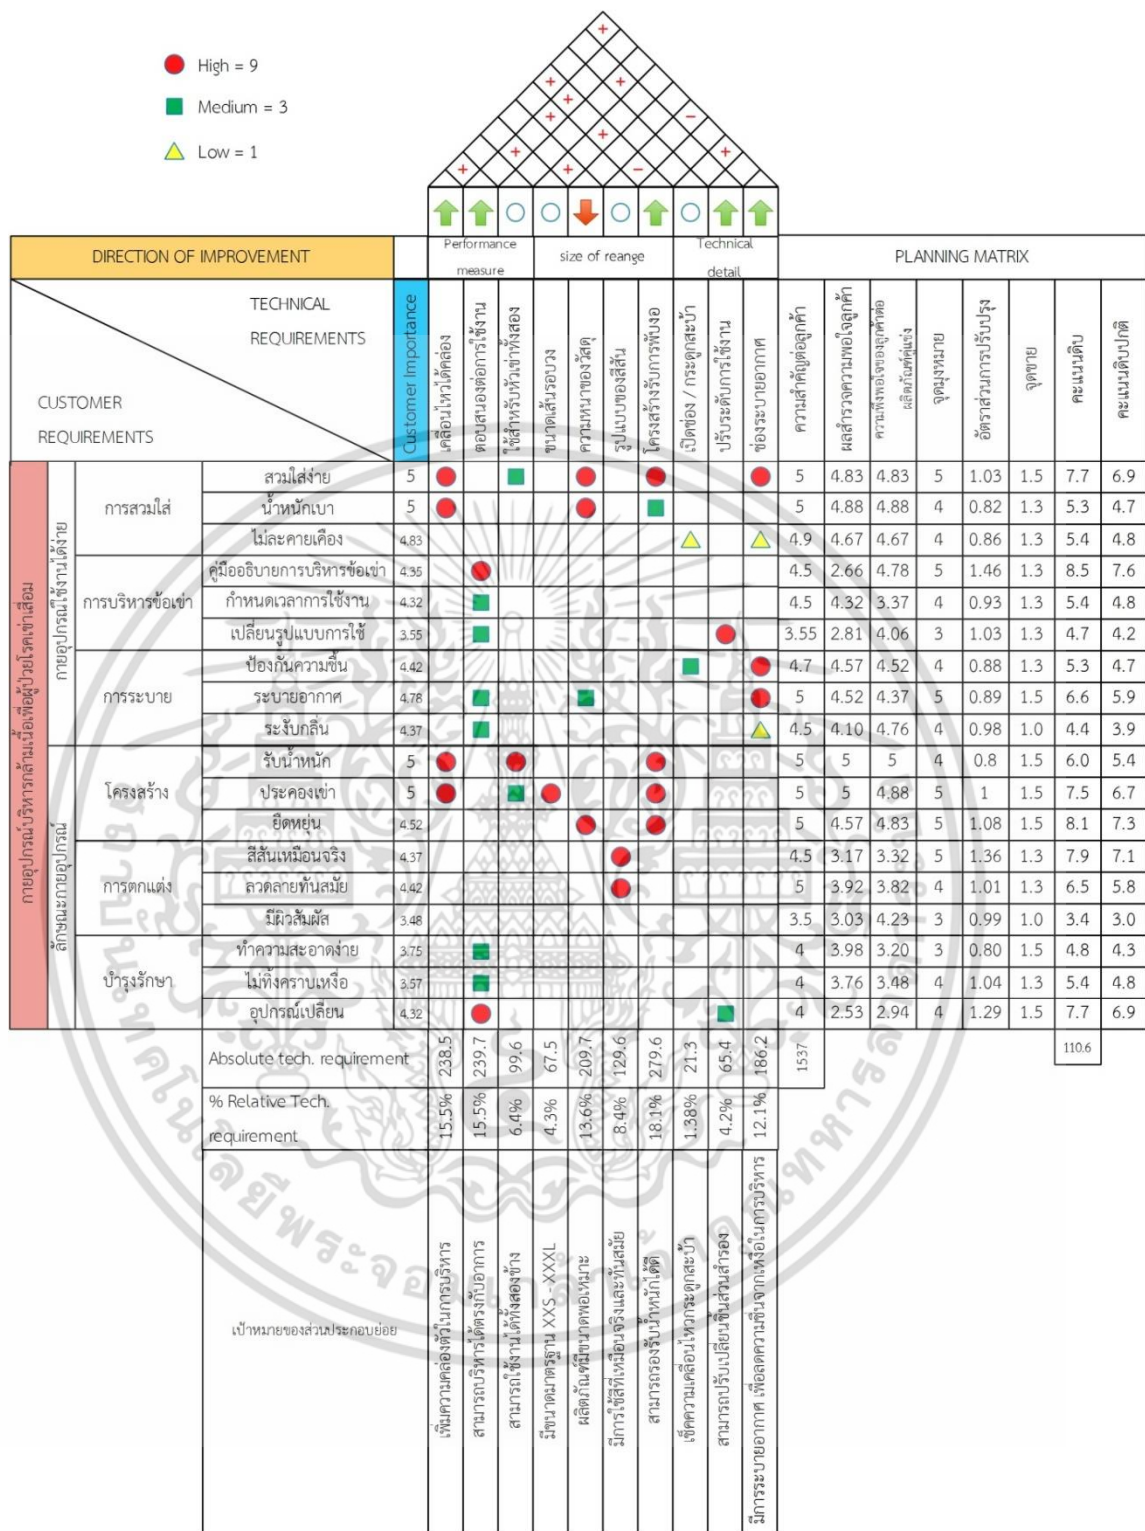 High = 9
Medium = 3
Low = 1
DIRECTION OF IMPROVEMENT
Performance measure
size of reange
Technical detail
PLANNING MATRIX
TECHNICAL REQUIREMENTS
CUSTOMER REQUIREMENTS
Customer Importance
เคลื่อนไหวได้คล่อง
ตอบสนองต่อการใช้งาน
ใช้สำหรับหัวเข่าทั้งสอง
ขนาดเส้นรอบวง
ความหนาของวัสดุ
รูปแบบของสีสัน
โครงสร้างรับการพับงอ
เปิดช่อง / กระดูกสะบ้า
ปรับระดับการใช้งาน
ช่องระบายอากาศ
ความสำคัญต่อลูกค้า
ผลสำรวจความพอใจลูกค้า
ความพึงพอใจของลูกค้าต่อผลิตภัณฑ์คู่แข่ง
จุดมุ่งหมาย
อัตราส่วนการปรับปรุง
จุดขาย
คะแนนดิบ
คะแนนดิบปกติ
กายอุปกรณ์บริหารกล้ามเนื้อเพื่อผู้ป่วยโรคเข่าเสื่อม
กายอุปกรณ์ใช้งานได้ง่าย
การสวมใส่
สวมใส่ง่าย 5 5 4.83 4.83 5 1.03 1.5 7.7 6.9
น้ำหนักเบา 5 5 4.88 4.88 4 0.82 1.3 5.3 4.7
ไม่ละคายเคือง 4.83 4.9 4.67 4.67 4 0.86 1.3 5.4 4.8
การบริหารข้อเข่า
คู่มืออธิบายการบริหารข้อเข่า 4.35 4.5 2.66 4.78 5 1.46 1.3 8.5 7.6
กำหนดเวลาการใช้งาน 4.32 4.5 4.32 3.37 4 0.93 1.3 5.4 4.8
เปลี่ยนรูปแบบการใช้ 3.55 3.55 2.81 4.06 3 1.03 1.3 4.7 4.2
การระบาย
ป้องกันความชื้น 4.42 4.7 4.57 4.52 4 0.88 1.3 5.3 4.7
ระบายอากาศ 4.78 5 4.52 4.37 5 0.89 1.5 6.6 5.9
ระงับกลิ่น 4.37 4.5 4.10 4.76 4 0.98 1.0 4.4 3.9
ลักษณะกายอุปกรณ์
โครงสร้าง
รับน้ำหนัก 5 5 5 5 4 0.8 1.5 6.0 5.4
ประคองเข่า 5 5 5 4.88 5 1 1.5 7.5 6.7
ยืดหยุ่น 4.52 5 4.57 4.83 5 1.08 1.5 8.1 7.3
การตกแต่ง
สีสันเหมือนจริง 4.37 4.5 3.17 3.32 5 1.36 1.3 7.9 7.1
ลวดลายทันสมัย 4.42 5 3.92 3.82 4 1.01 1.3 6.5 5.8
มีผิวสัมผัส 3.48 3.5 3.03 4.23 3 0.99 1.0 3.4 3.0
บำรุงรักษา
ทำความสะอาดง่าย 3.75 4 3.98 3.20 3 0.80 1.5 4.8 4.3
ไม่ทิ้งคราบเหงื่อ 3.57 4 3.76 3.48 4 1.04 1.3 5.4 4.8
อุปกรณ์เปลี่ยน 4.32 4 2.53 2.94 4 1.29 1.5 7.7 6.9
Absolute tech. requirement 238.5 239.7 99.6 67.5 209.7 129.6 279.6 21.3 65.4 186.2 1537 110.6
% Relative Tech. requirement 15.5% 15.5% 6.4% 4.3% 13.6% 8.4% 18.1% 1.38% 4.2% 12.1%
เป้าหมายของส่วนประกอบย่อย
เพิ่มความคล่องตัวในการบริหาร
สามารถบริหารได้ตรงกับอาการ
สามารถใช้งานได้ทั้งสองข้าง
มีขนาดมาตรฐาน XXS - XXXL
ผลิตภัณฑ์มีขนาดพอเหมาะ
มีการใช้สีที่เหมือนจริงและทันสมัย
สามารถรองรับน้ำหนักได้ดี
เช็คความเคลื่อนไหวกระดูกสะบ้า
สามารถปรับเปลี่ยนชิ้นส่วนสำรอง
มีการระบายอากาศ เพื่อลดความชื้นจากเหงื่อในการบริหาร